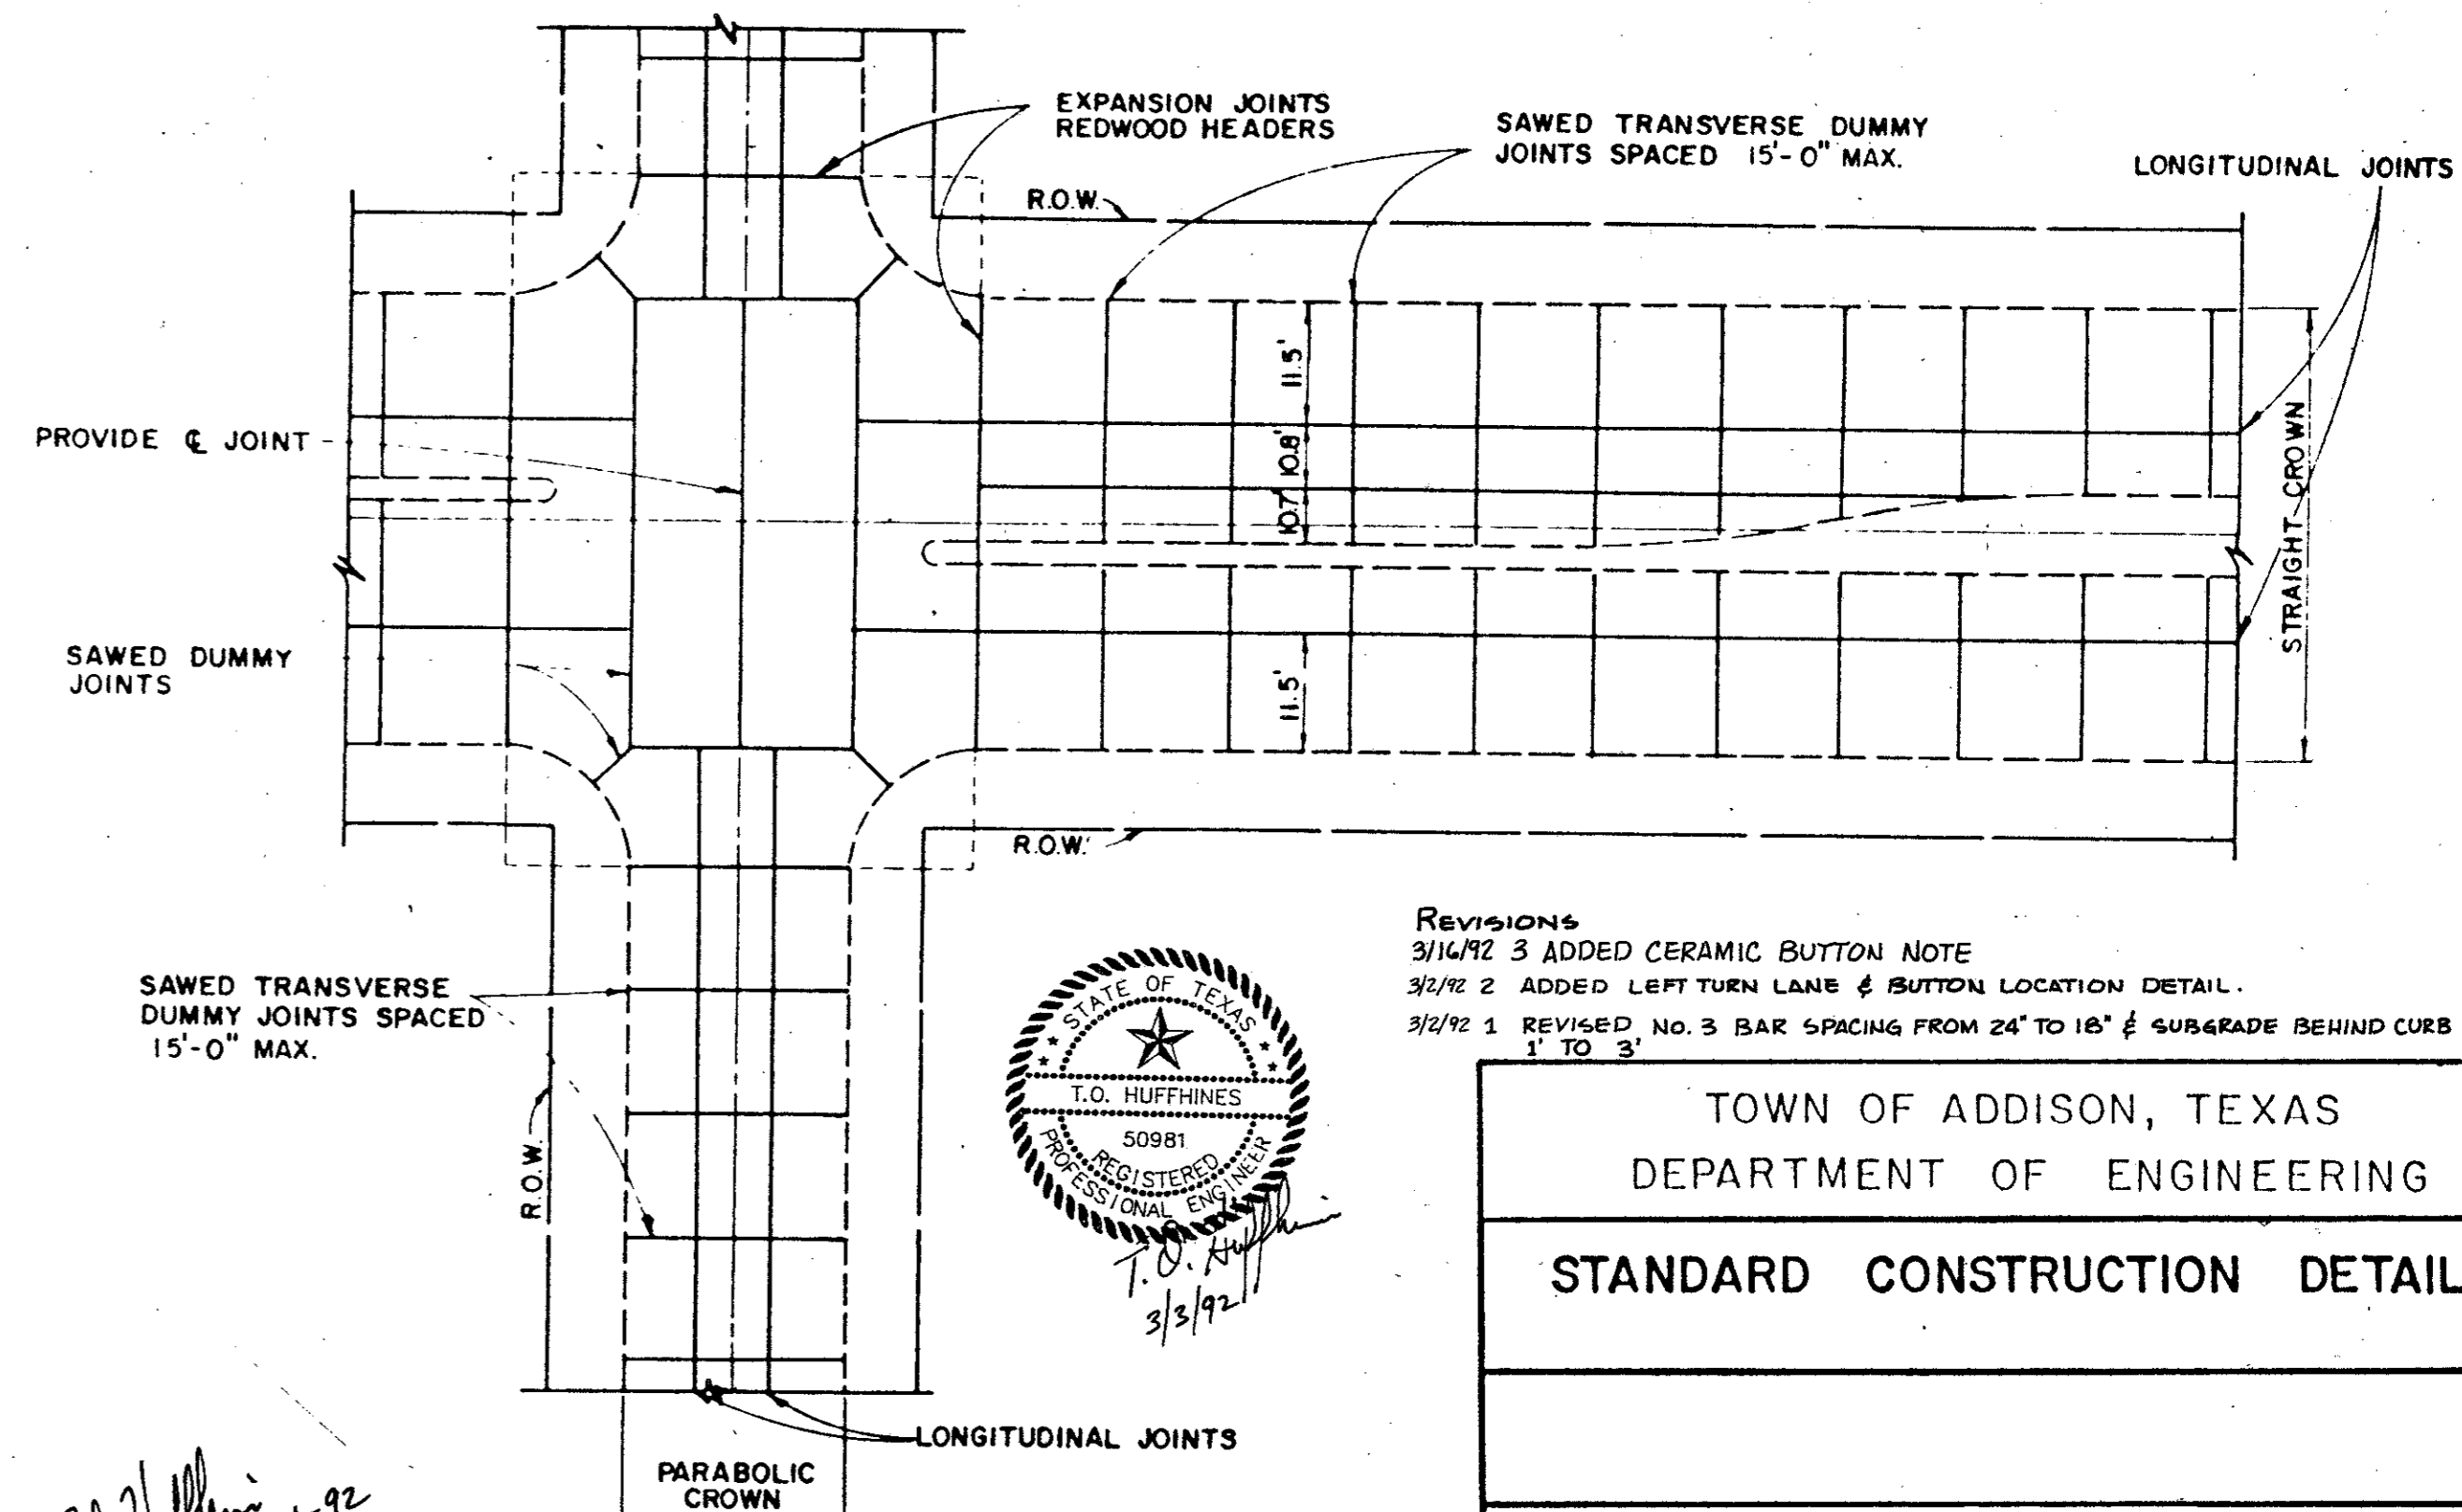 EXPANSION JOINTS
REDWOOD HEADERS
SAWED TRANSVERSE DUMMY
JOINTS SPACED 15'-0" MAX.
LONGITUDINAL JOINTS
R.O.W.
PROVIDE ℄ JOINT
11.5'
10.8'
10.7'
STRAIGHT CROWN
SAWED DUMMY
JOINTS
11.5'
R.O.W.
SAWED TRANSVERSE
DUMMY JOINTS SPACED
15'-0" MAX.
R.O.W.
REVISIONS
3/16/92 3 ADDED CERAMIC BUTTON NOTE
3/2/92 2 ADDED LEFT TURN LANE & BUTTON LOCATION DETAIL.
3/2/92 1 REVISED NO. 3 BAR SPACING FROM 24" TO 18" & SUBGRADE BEHIND CURB
1' TO 3'
STATE OF TEXAS
T.O. HUFFHINES
50981
REGISTERED
PROFESSIONAL ENGINEER
T.O. Huffhines
3/3/92
TOWN OF ADDISON, TEXAS
DEPARTMENT OF ENGINEERING
STANDARD CONSTRUCTION DETAIL
LONGITUDINAL JOINTS
PARABOLIC
CROWN
92